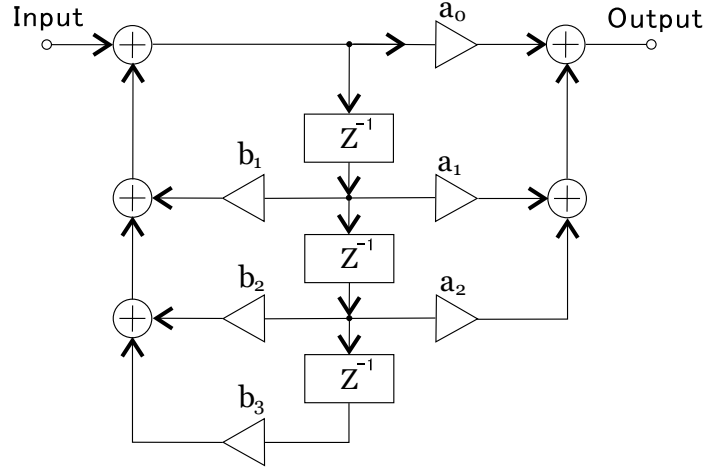 Input
a₀
Output
Z⁻¹
b₁
a₁
Z⁻¹
b₂
a₂
Z⁻¹
b₃